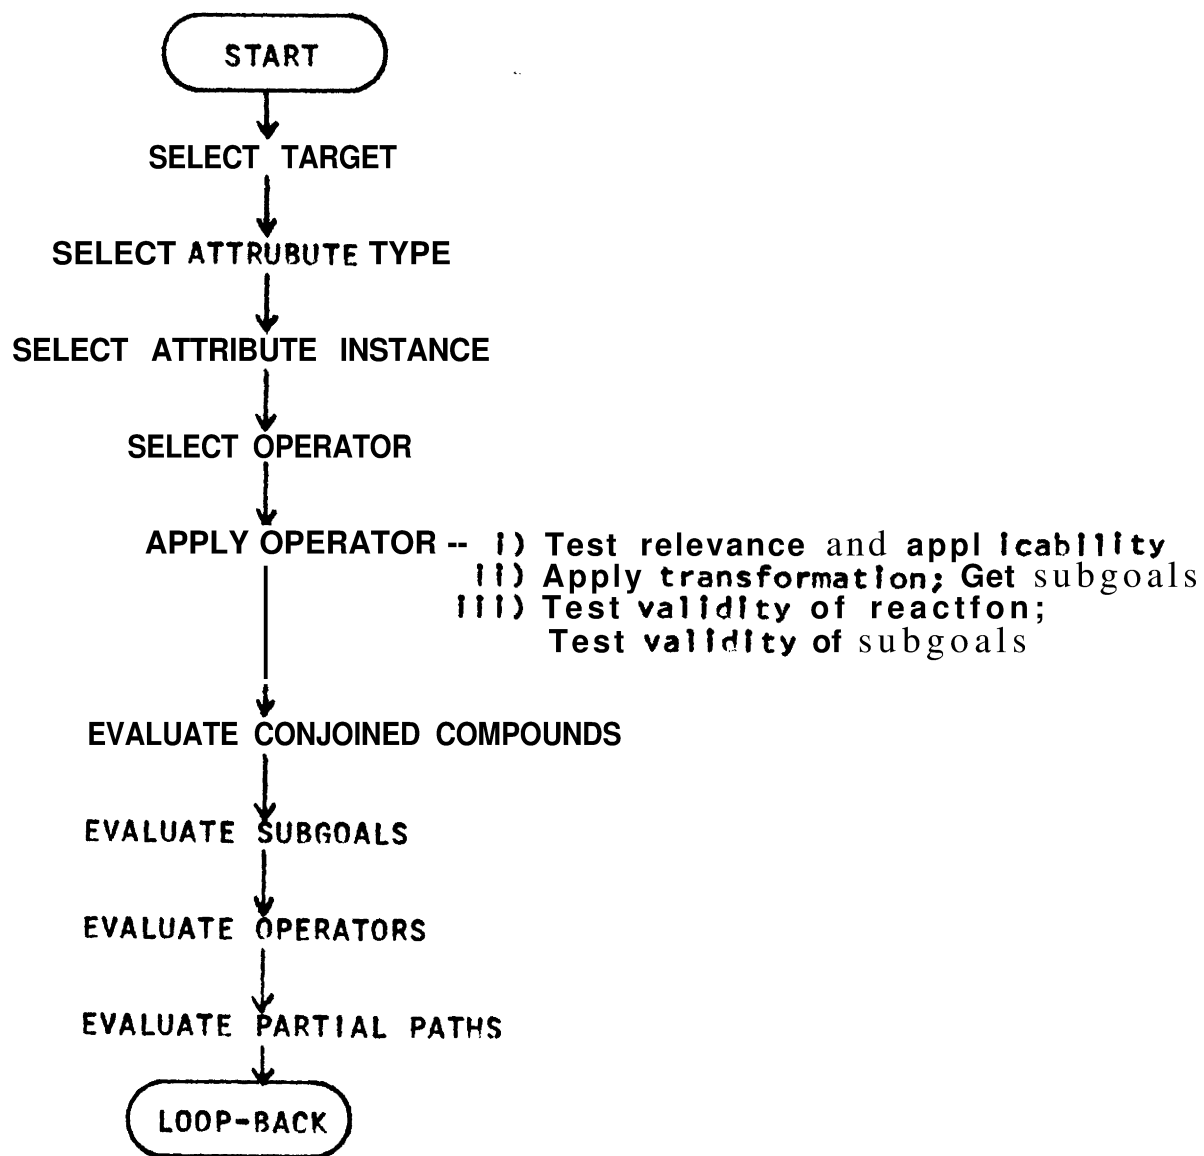 START
SELECT TARGET
SELECT ATTRUBUTE TYPE
SELECT ATTRIBUTE INSTANCE
SELECT OPERATOR
APPLY OPERATOR -- i) Test relevance and applicability
ii) Apply transformation; Get subgoals
iii) Test validity of reactfon;
Test validity of subgoals
EVALUATE CONJOINED COMPOUNDS
EVALUATE SUBGOALS
EVALUATE OPERATORS
EVALUATE PARTIAL PATHS
LOOP-BACK